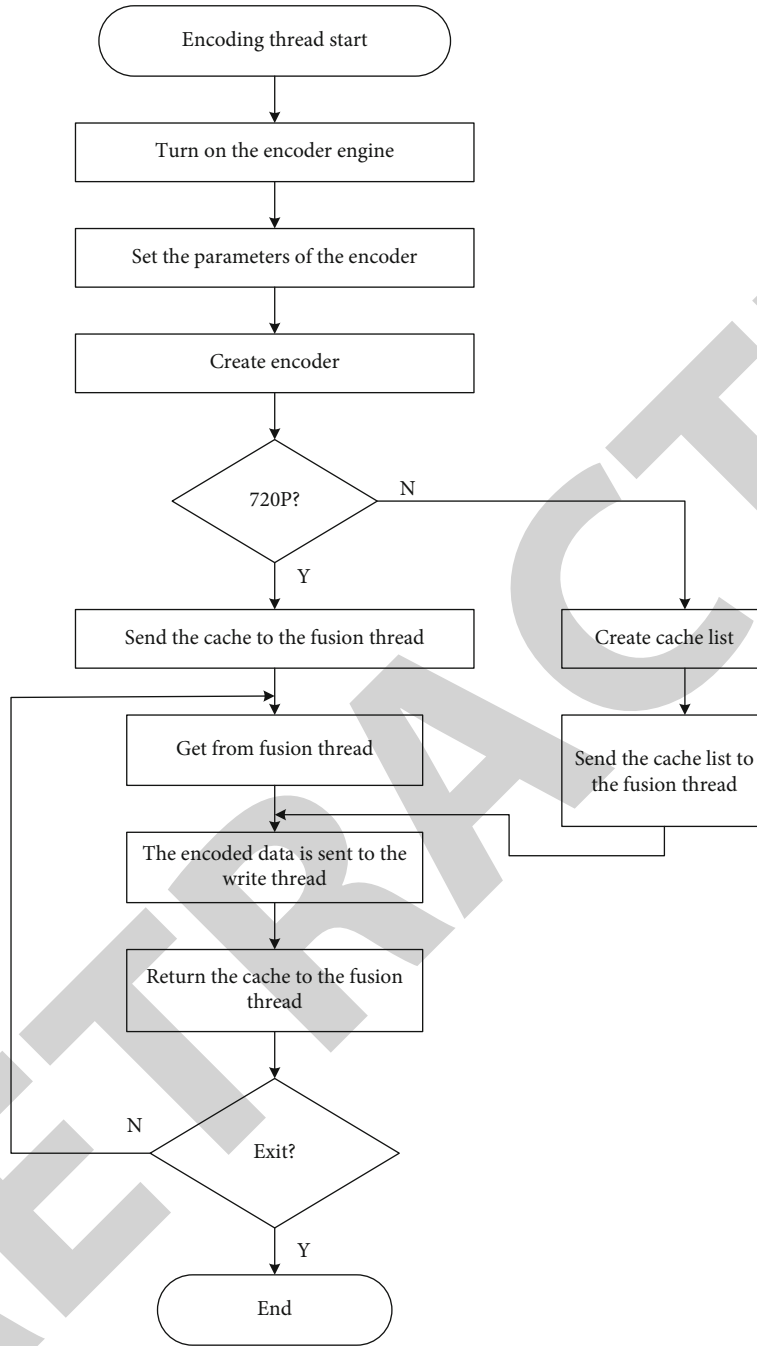 Encoding thread start
Turn on the encoder engine
Set the parameters of the encoder
Create encoder
720P?
N
Y
Send the cache to the fusion thread
Create cache list
Get from fusion thread
Send the cache list to
the fusion thread
The encoded data is sent to the
write thread
Return the cache to the fusion
thread
N
Exit?
Y
End
RETRACT